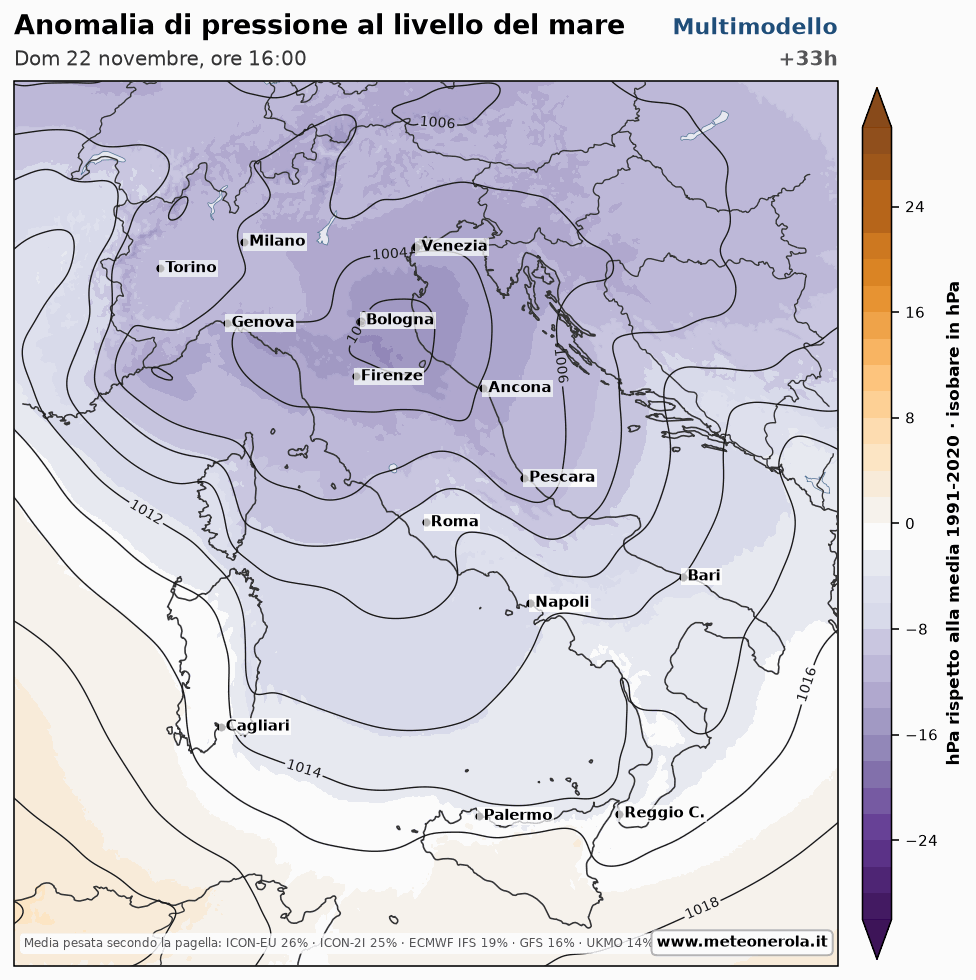 Anomalia di pressione al livello del mare
Multimodello
Dom 22 novembre, ore 16:00
+33h
1006
Milano
Venezia
1004
Torino
Genova
Bologna
10
Firenze
1006
Ancona
Pescara
1012
Roma
Bari
Napoli
1016
Cagliari
1014
Palermo
Reggio C.
1018
Media pesata secondo la pagella: ICON-EU 26% · ICON-2I 25% · ECMWF IFS 19% · GFS 16% · UKMO 14%
www.meteonerola.it
24
16
8
0
−8
−16
−24
hPa rispetto alla media 1991-2020 · isobare in hPa